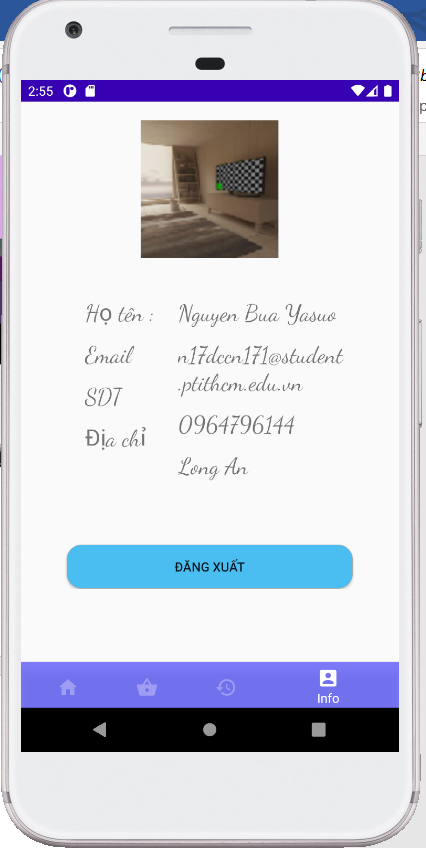 2:55
Họ tên : Nguyen Bua Yasuo
Email n17dccn171@student
.ptithcm.edu.vn
SDT 0964796144
Địa chỉ Long An
ĐĂNG XUẤT
Info